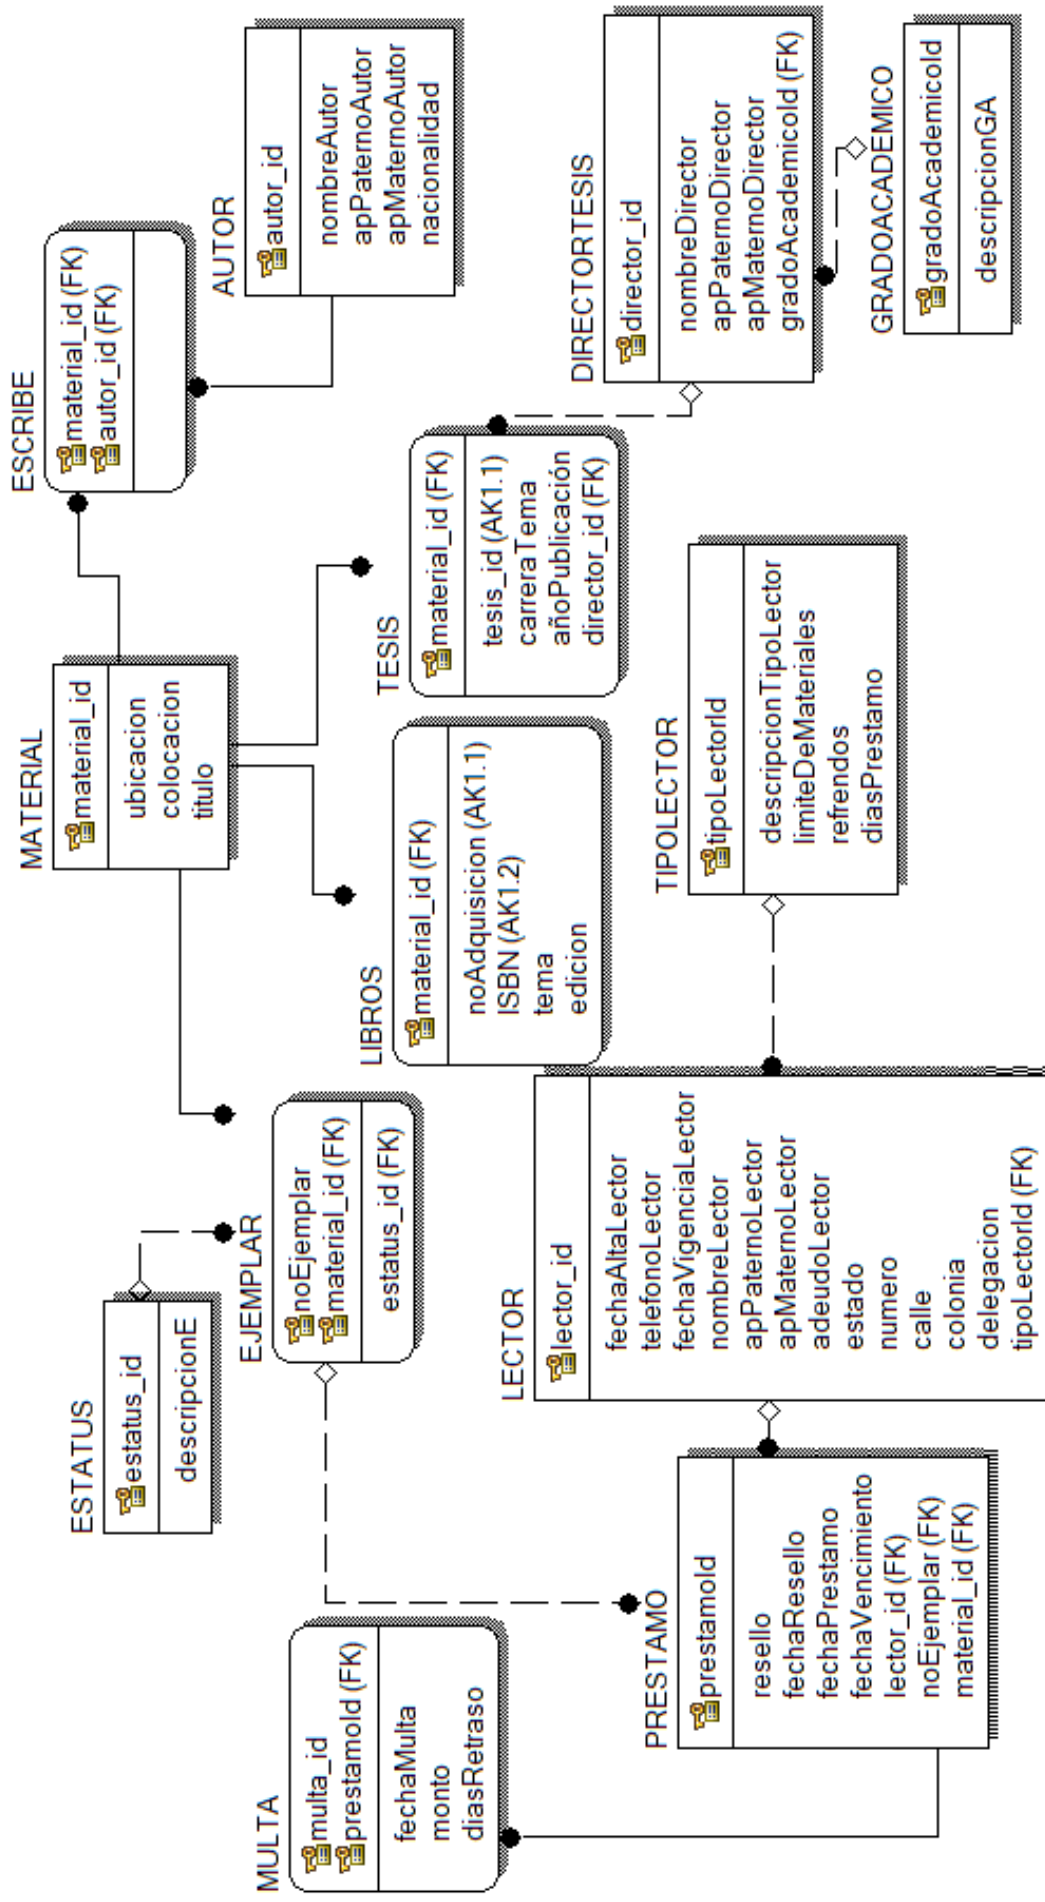 ESTATUS
estatus_id
descripcionE
MATERIAL
material_id
ubicacion
colocacion
titulo
ESCRIBE
material_id (FK)
autor_id (FK)
AUTOR
autor_id
nombreAutor
apPaternoAutor
apMaternoAutor
nacionalidad
MULTA
multa_id
prestamoId (FK)
fechaMulta
monto
diasRetraso
EJEMPLAR
noEjemplar
material_id (FK)
estatus_id (FK)
LIBROS
material_id (FK)
noAdquisicion (AK1.1)
ISBN (AK1.2)
tema
edicion
TESIS
material_id (FK)
tesis_id (AK1.1)
carreraTema
añoPublicación
director_id (FK)
DIRECTORTESIS
director_id
nombreDirector
apPaternoDirector
apMaternoDirector
gradoAcademicoId (FK)
PRESTAMO
prestamoId
resello
fechaResello
fechaPrestamo
fechaVencimiento
lector_id (FK)
noEjemplar (FK)
material_id (FK)
LECTOR
lector_id
fechaAltaLector
telefonoLector
fechaVigenciaLector
nombreLector
apPaternoLector
apMaternoLector
adeudoLector
estado
numero
calle
colonia
delegacion
tipoLectorId (FK)
TIPOLECTOR
tipoLectorId
descripcionTipoLector
limiteDeMateriales
refrendos
diasPrestamo
GRADOACADEMICO
gradoAcademicoId
descripcionGA